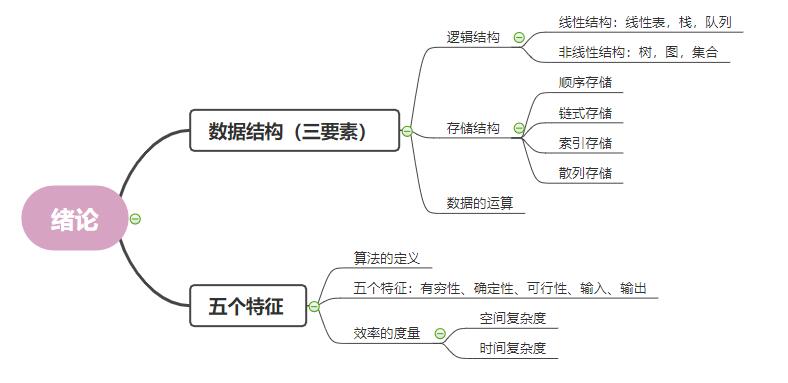 绪论
数据结构（三要素）
逻辑结构
线性结构：线性表，栈，队列
非线性结构：树，图，集合
存储结构
顺序存储
链式存储
索引存储
散列存储
数据的运算
五个特征
算法的定义
五个特征：有穷性、确定性、可行性、输入、输出
效率的度量
空间复杂度
时间复杂度